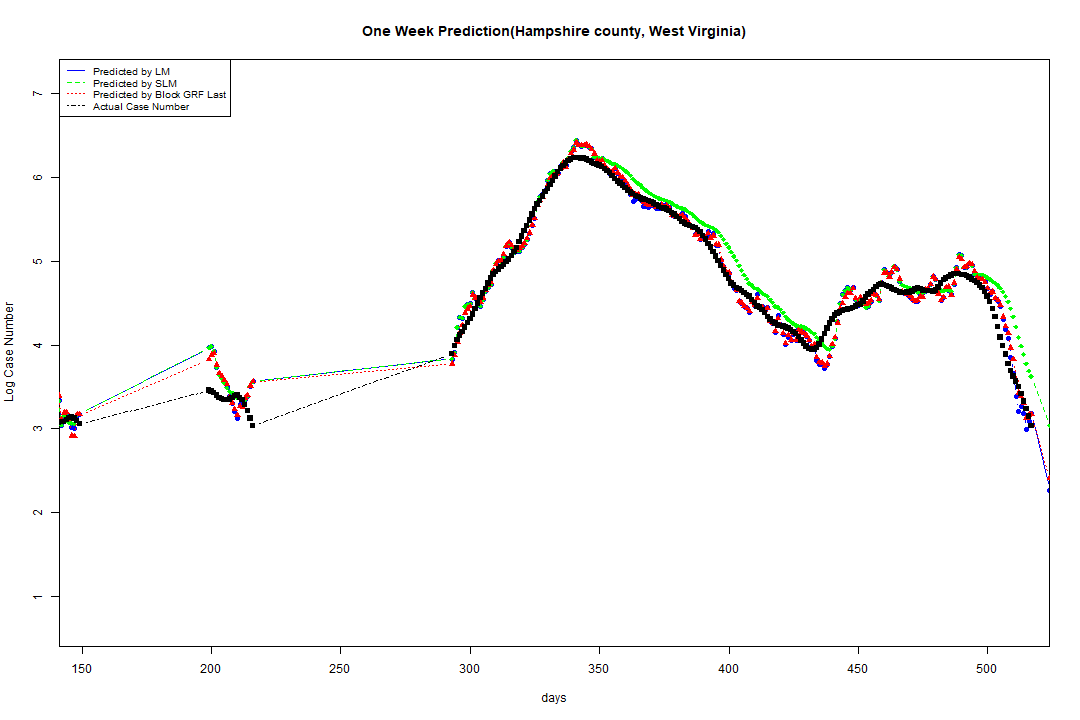 One Week Prediction(Hampshire county, West Virginia)
Predicted by LM
Predicted by SLM
Predicted by Block GRF Last
Actual Case Number
7
6
5
4
3
2
1
Log Case Number
150 200 250 300 350 400 450 500
days